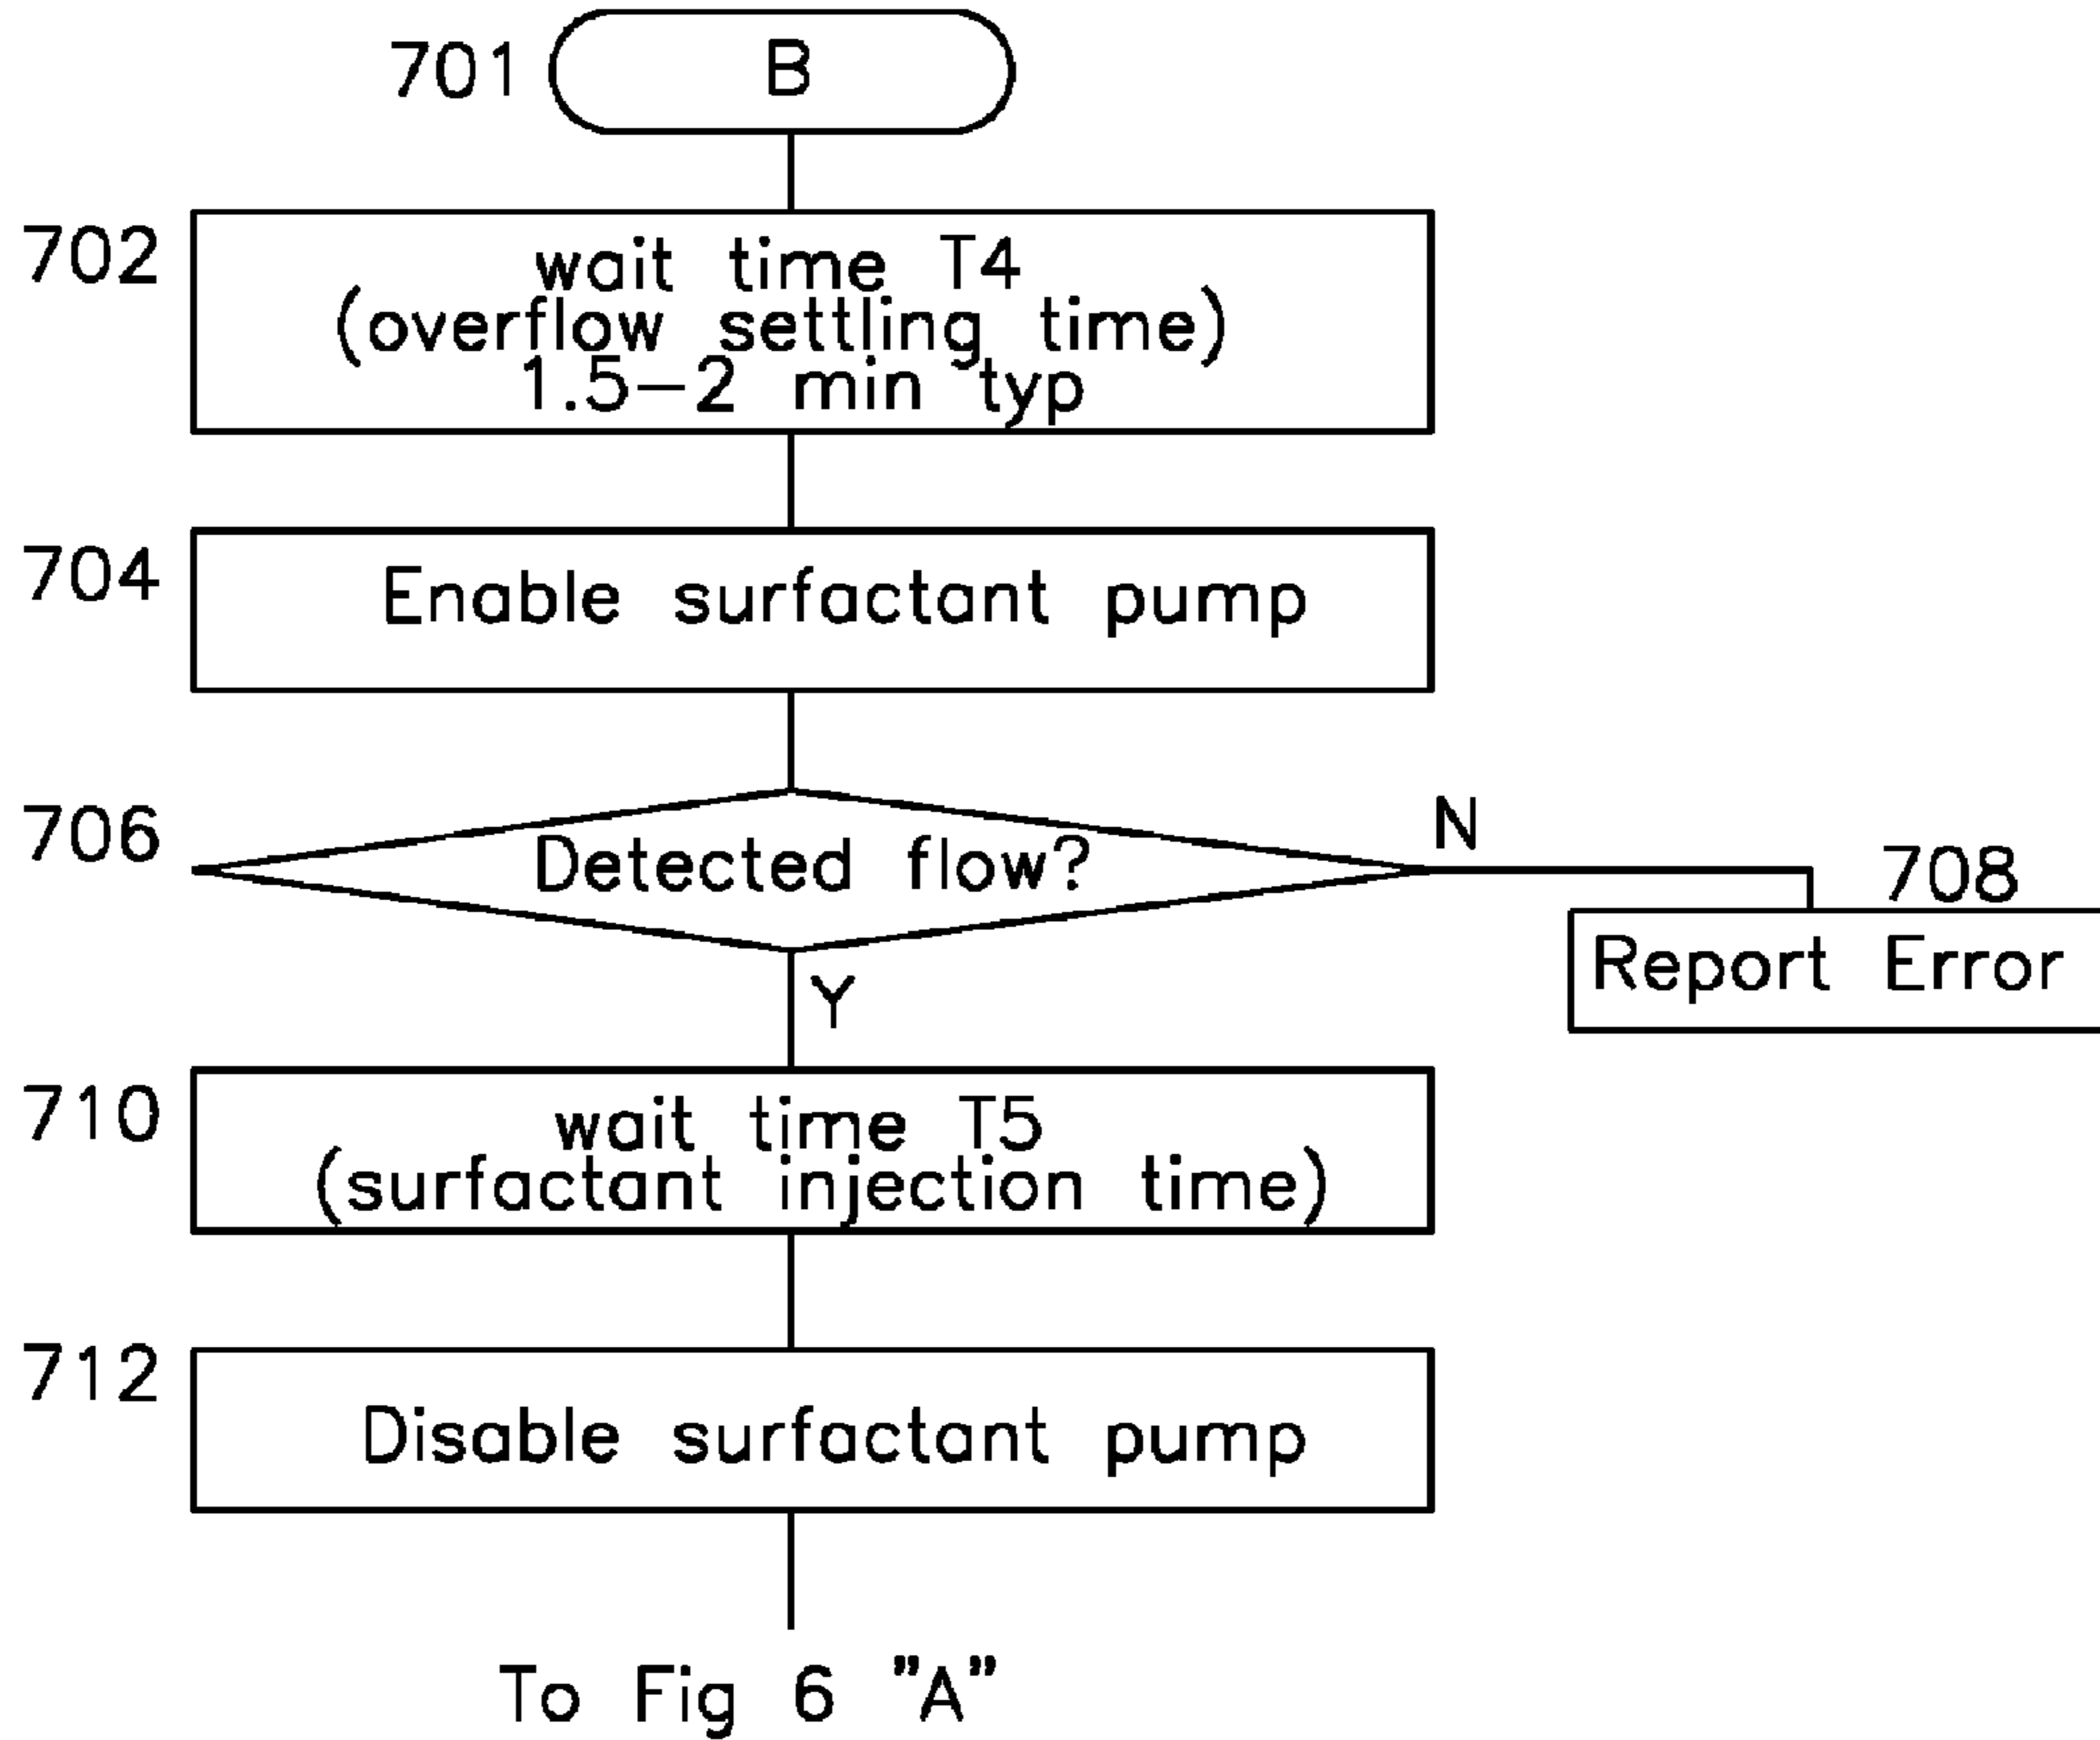 701 B
702 wait time T4
(overflow settling time)
1.5-2 min typ
704 Enable surfactant pump
706 Detected flow? N
708
Report Error
Y
710 wait time T5
(surfactant injection time)
712 Disable surfactant pump
To Fig 6 "A"